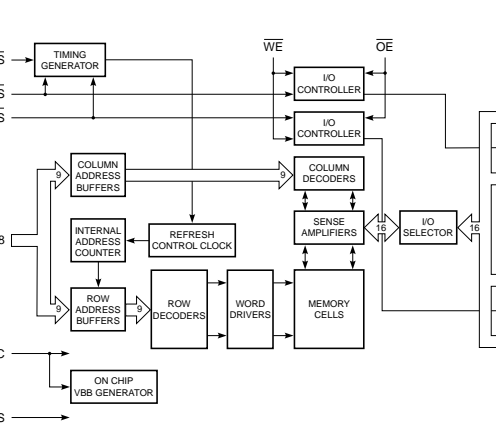 WE
OE
S
TIMING
GENERATOR
I/O
CONTROLLER
S
S
I/O
CONTROLLER
COLUMN
ADDRESS
BUFFERS
9
9
COLUMN
DECODERS
8
INTERNAL
ADDRESS
COUNTER
REFRESH
CONTROL CLOCK
SENSE
AMPLIFIERS
16
I/O
SELECTOR
16
9
ROW
ADDRESS
BUFFERS
9
ROW
DECODERS
WORD
DRIVERS
MEMORY
CELLS
C
ON CHIP
VBB GENERATOR
S